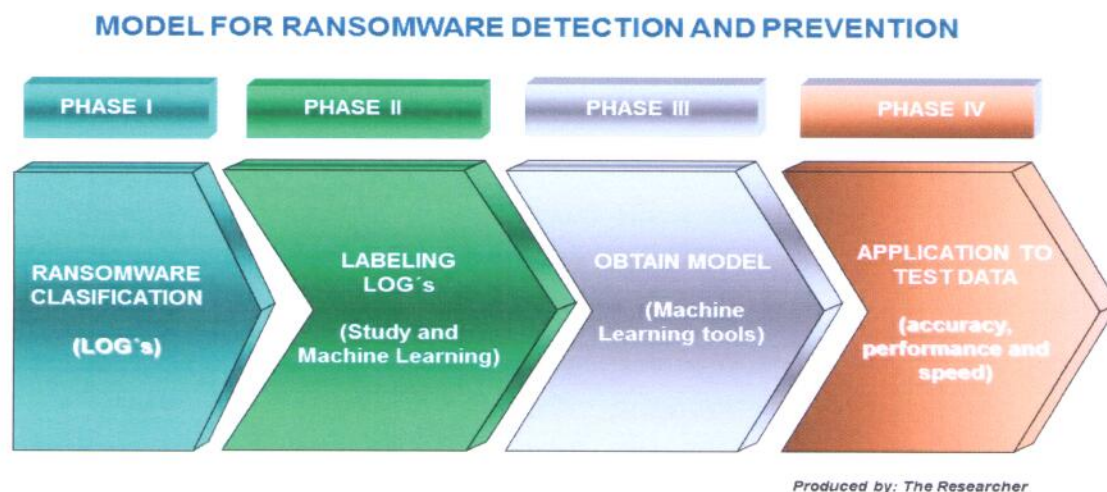 MODEL FOR RANSOMWARE DETECTION AND PREVENTION
PHASE I
PHASE II
PHASE III
PHASE IV
RANSOMWARE
CLASIFICATION
(LOG´s)
LABELING
LOG´s
(Study and
Machine Learning)
OBTAIN MODEL
(Machine
Learning tools)
APPLICATION TO
TEST DATA
(accuracy,
performance and
speed)
Produced by: The Researcher